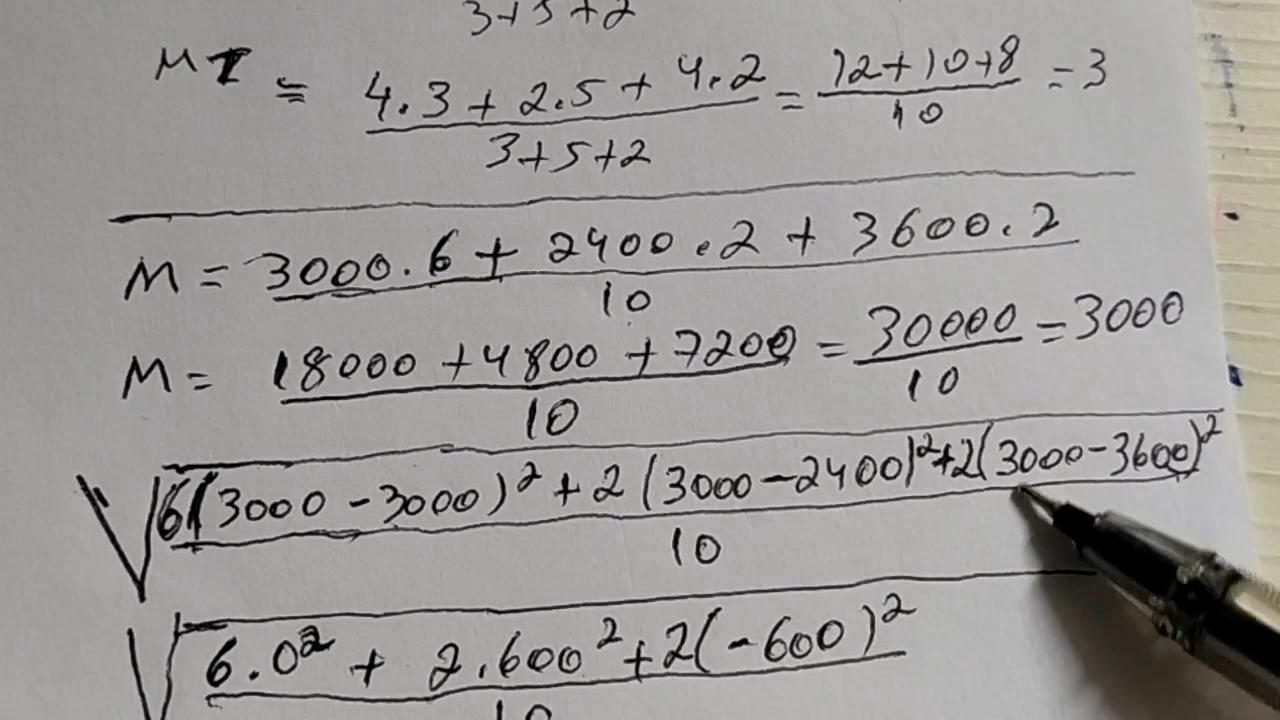 3+5+2
MI = 4.3 + 2.5 + 4.2 / 3+5+2 = 12+10+8 / 10 = 3
M = 3000.6 + 2400.2 + 3600.2 / 10
M = 18000 + 4800 + 7200 / 10 = 30000 / 10 = 3000
√ 6(3000 - 3000)² + 2 (3000 - 2400)² + 2(3000 - 3600)² / 10
√ 6.0² + 2.600² + 2(-600)² / 10